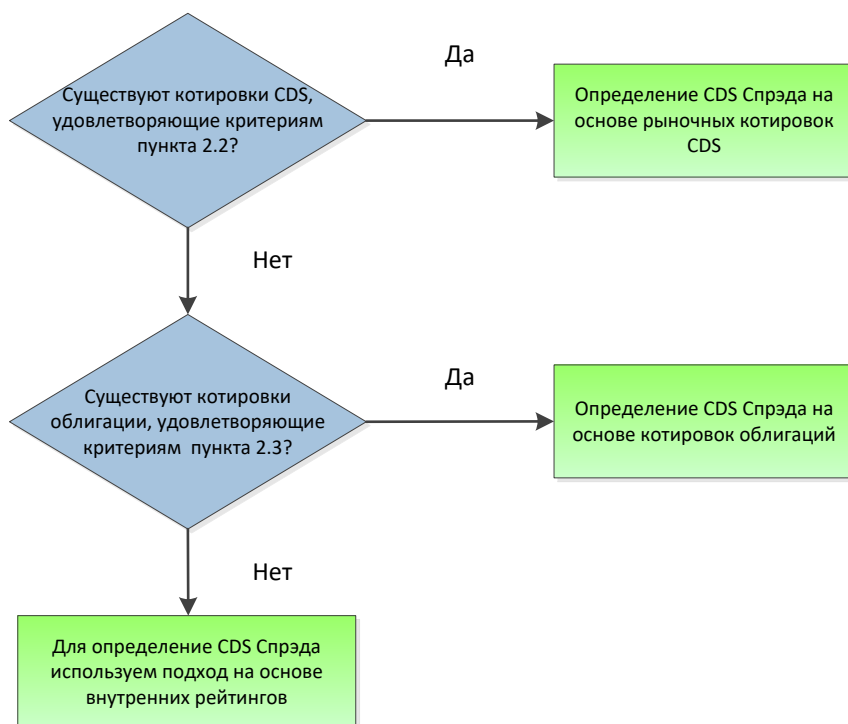 Да
Существуют котировки CDS,
удовлетворяющие критериям
пункта 2.2?
Определение CDS Спрэда на
основе рыночных котировок
CDS
Нет
Да
Существуют котировки
облигации, удовлетворяющие
критериям пункта 2.3?
Определение CDS Спрэда на
основе котировок облигаций
Нет
Для определение CDS Спрэда
используем подход на основе
внутренних рейтингов